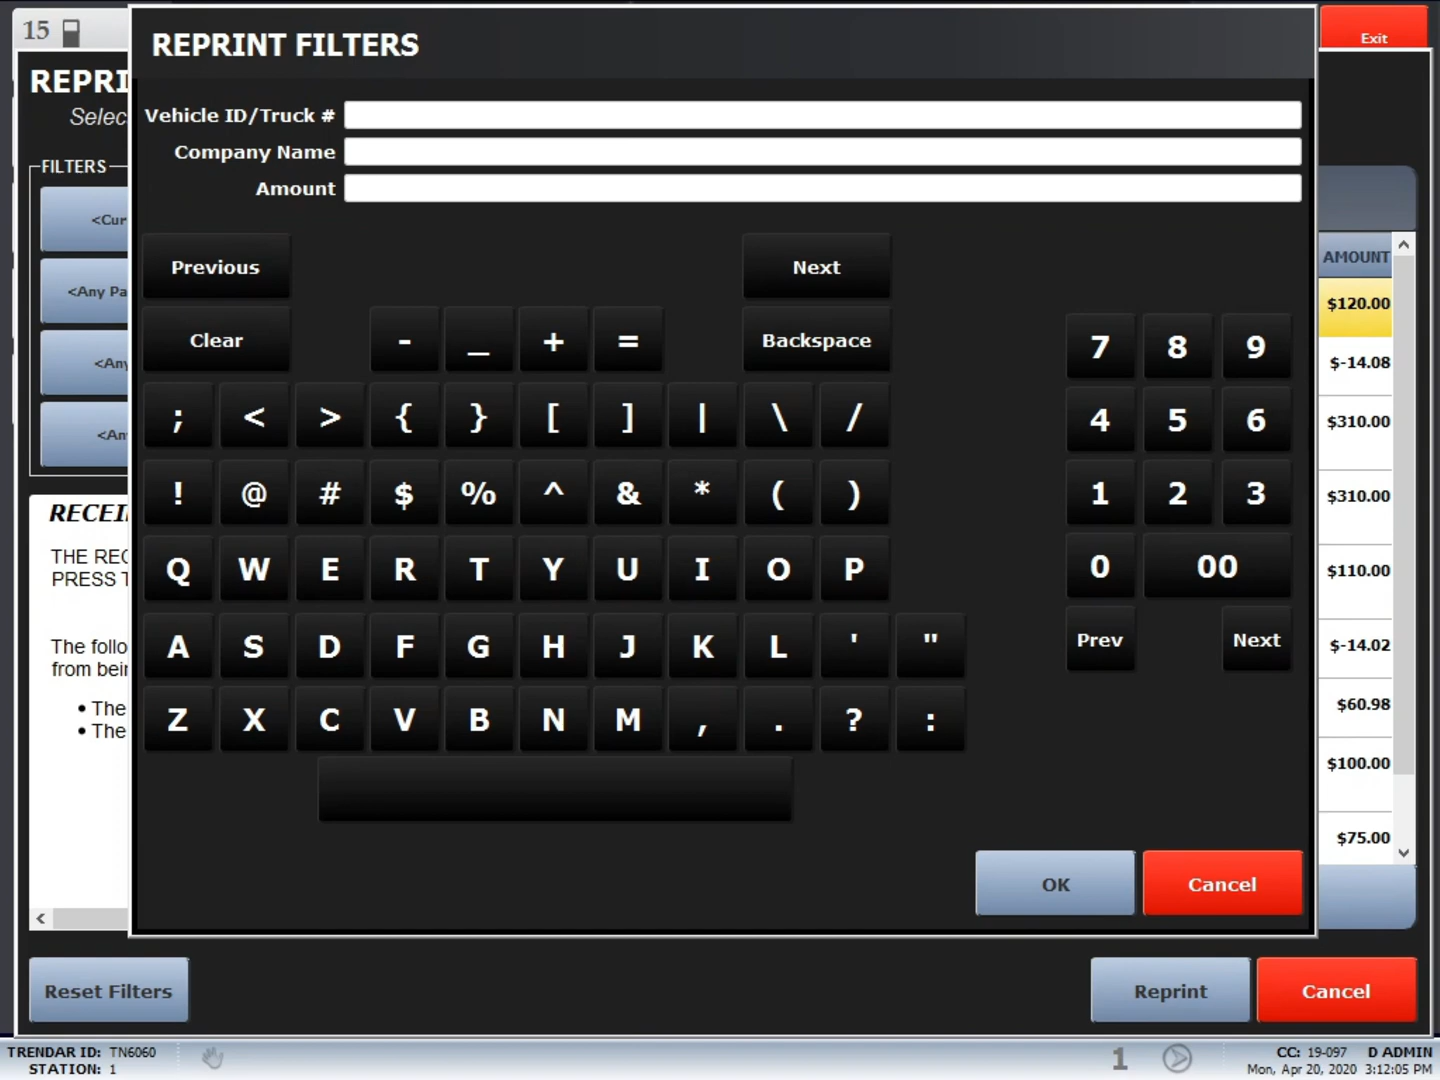 15
Exit
REPRINT FILTERS
REPRI
Selec
Vehicle ID/Truck #
Company Name
Amount
FILTERS
<Cur
<Any Pa
<Any
<An
Previous
Next
Clear
- _ + =
Backspace
; < > { } [ ] | \ /
! @ # $ % ^ & * ( )
Q W E R T Y U I O P
A S D F G H J K L ' "
Z X C V B N M , . ? :
7 8 9
4 5 6
1 2 3
0 00
Prev Next
AMOUNT
$120.00
$-14.08
$310.00
$310.00
$110.00
$-14.02
$60.98
$100.00
$75.00
RECEI
THE REC
PRESS T
The follo
from bein
• The
• The
OK
Cancel
Reset Filters
Reprint
Cancel
TRENDAR ID: TN6060
STATION: 1
1
CC: 19-097 D ADMIN
Mon, Apr 20, 2020 3:12:05 PM